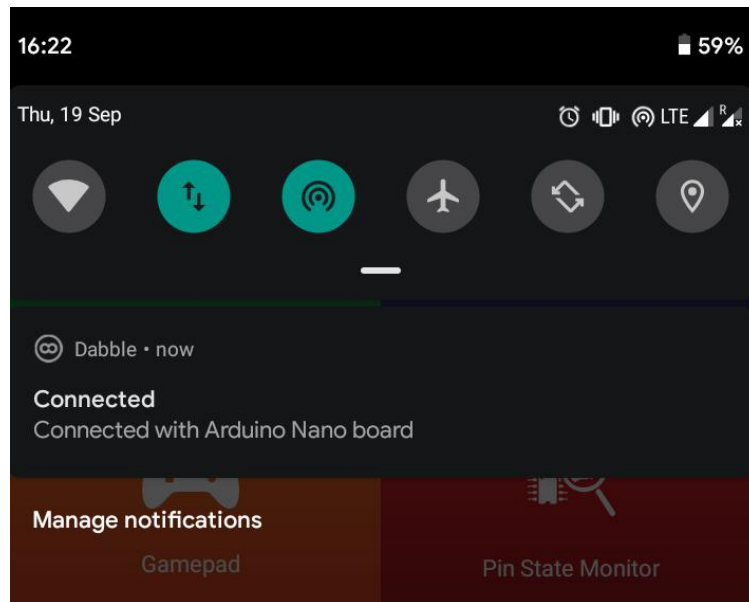 16:22 59%
Thu, 19 Sep LTE R
Dabble • now
Connected
Connected with Arduino Nano board
Manage notifications
Gamepad Pin State Monitor